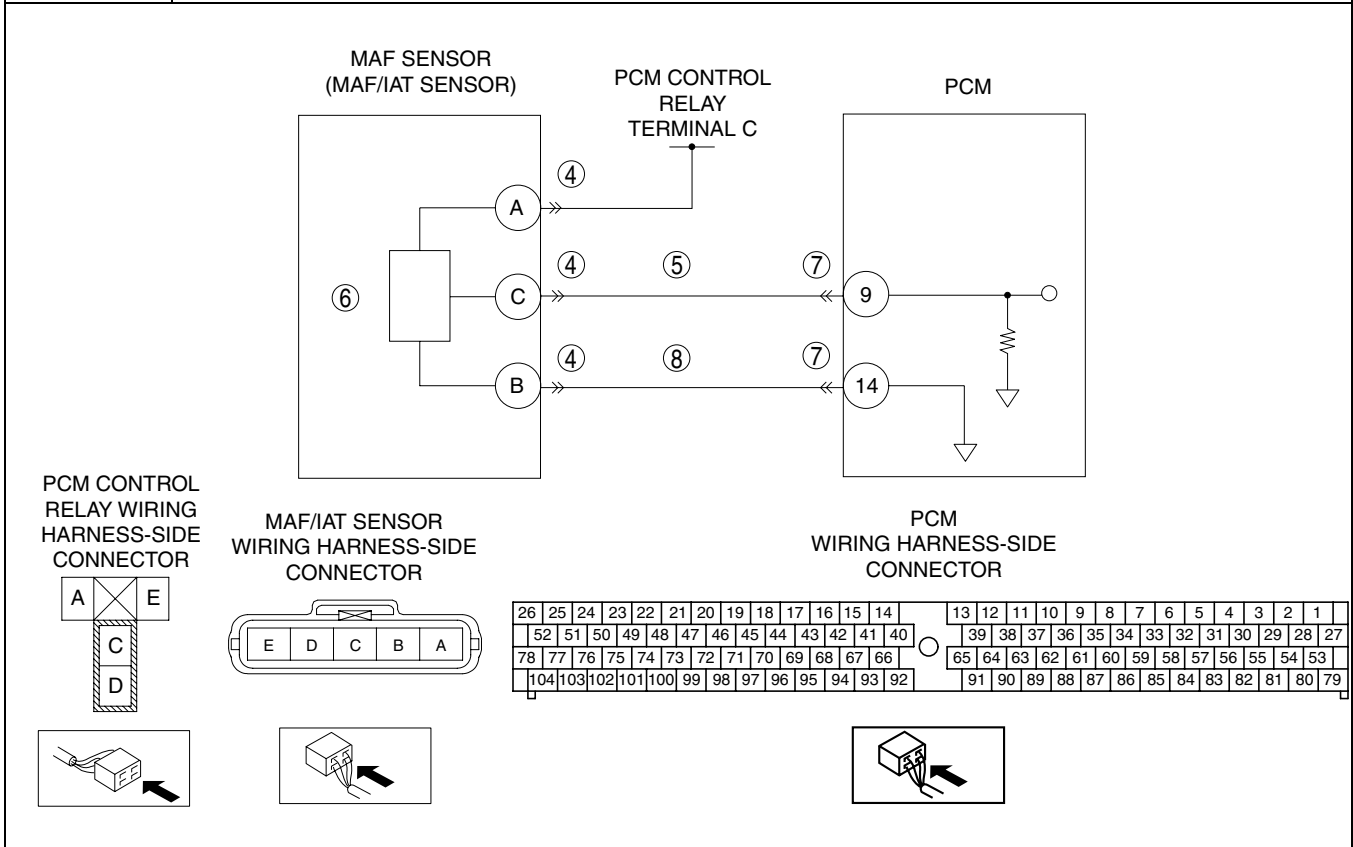 MAF SENSOR
(MAF/IAT SENSOR)
PCM CONTROL
RELAY
TERMINAL C
PCM
④
A
④
⑤
⑦
⑥
C
9
④
⑧
⑦
B
14
PCM CONTROL
RELAY WIRING
HARNESS-SIDE
CONNECTOR
A E
C
D
MAF/IAT SENSOR
WIRING HARNESS-SIDE
CONNECTOR
E D C B A
PCM
WIRING HARNESS-SIDE
CONNECTOR
26 25 24 23 22 21 20 19 18 17 16 15 14 13 12 11 10 9 8 7 6 5 4 3 2 1
52 51 50 49 48 47 46 45 44 43 42 41 40 39 38 37 36 35 34 33 32 31 30 29 28 27
78 77 76 75 74 73 72 71 70 69 68 67 66 65 64 63 62 61 60 59 58 57 56 55 54 53
104 103 102 101 100 99 98 97 96 95 94 93 92 91 90 89 88 87 86 85 84 83 82 81 80 79